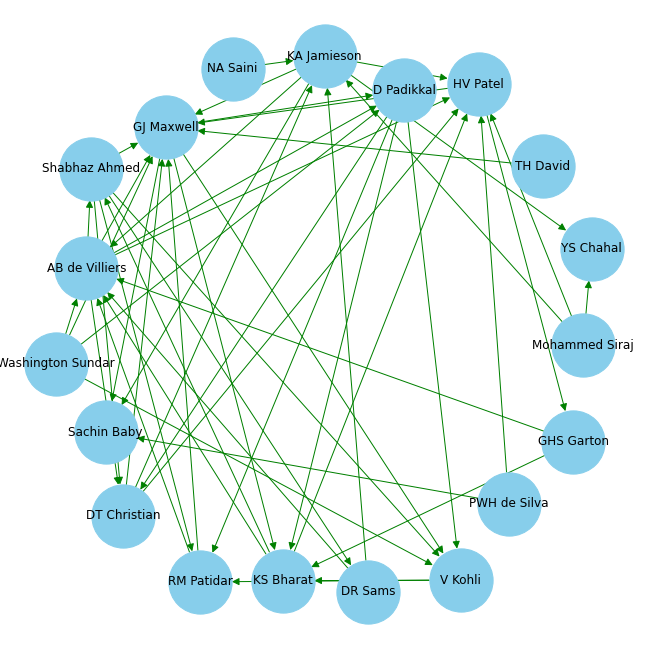 KA Jamieson
NA Saini
HV Patel
D Padikkal
GJ Maxwell
TH David
Shabhaz Ahmed
YS Chahal
AB de Villiers
Mohammed Siraj
Washington Sundar
Sachin Baby
GHS Garton
PWH de Silva
DT Christian
RM Patidar
KS Bharat
V Kohli
DR Sams